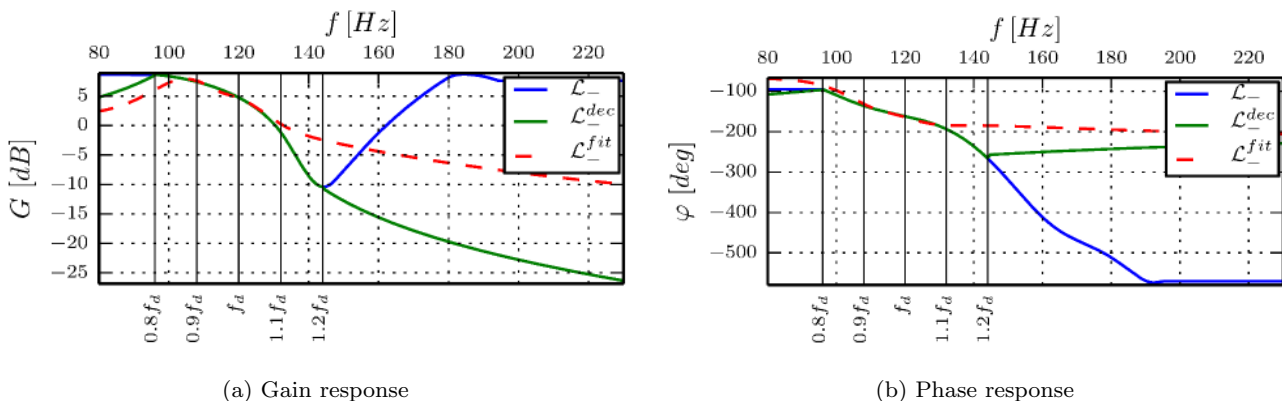 f [Hz]
80 100 120 140 160 180 200 220
G [dB]
5
0
−5
−10
−15
−20
−25
ℒ₋
ℒ₋^dec
ℒ₋^fit
0.8f_d 0.9f_d f_d 1.1f_d 1.2f_d
(a) Gain response
f [Hz]
80 100 120 140 160 180 200 220
φ [deg]
−100
−200
−300
−400
−500
ℒ₋
ℒ₋^dec
ℒ₋^fit
0.8f_d 0.9f_d f_d 1.1f_d 1.2f_d
(b) Phase response